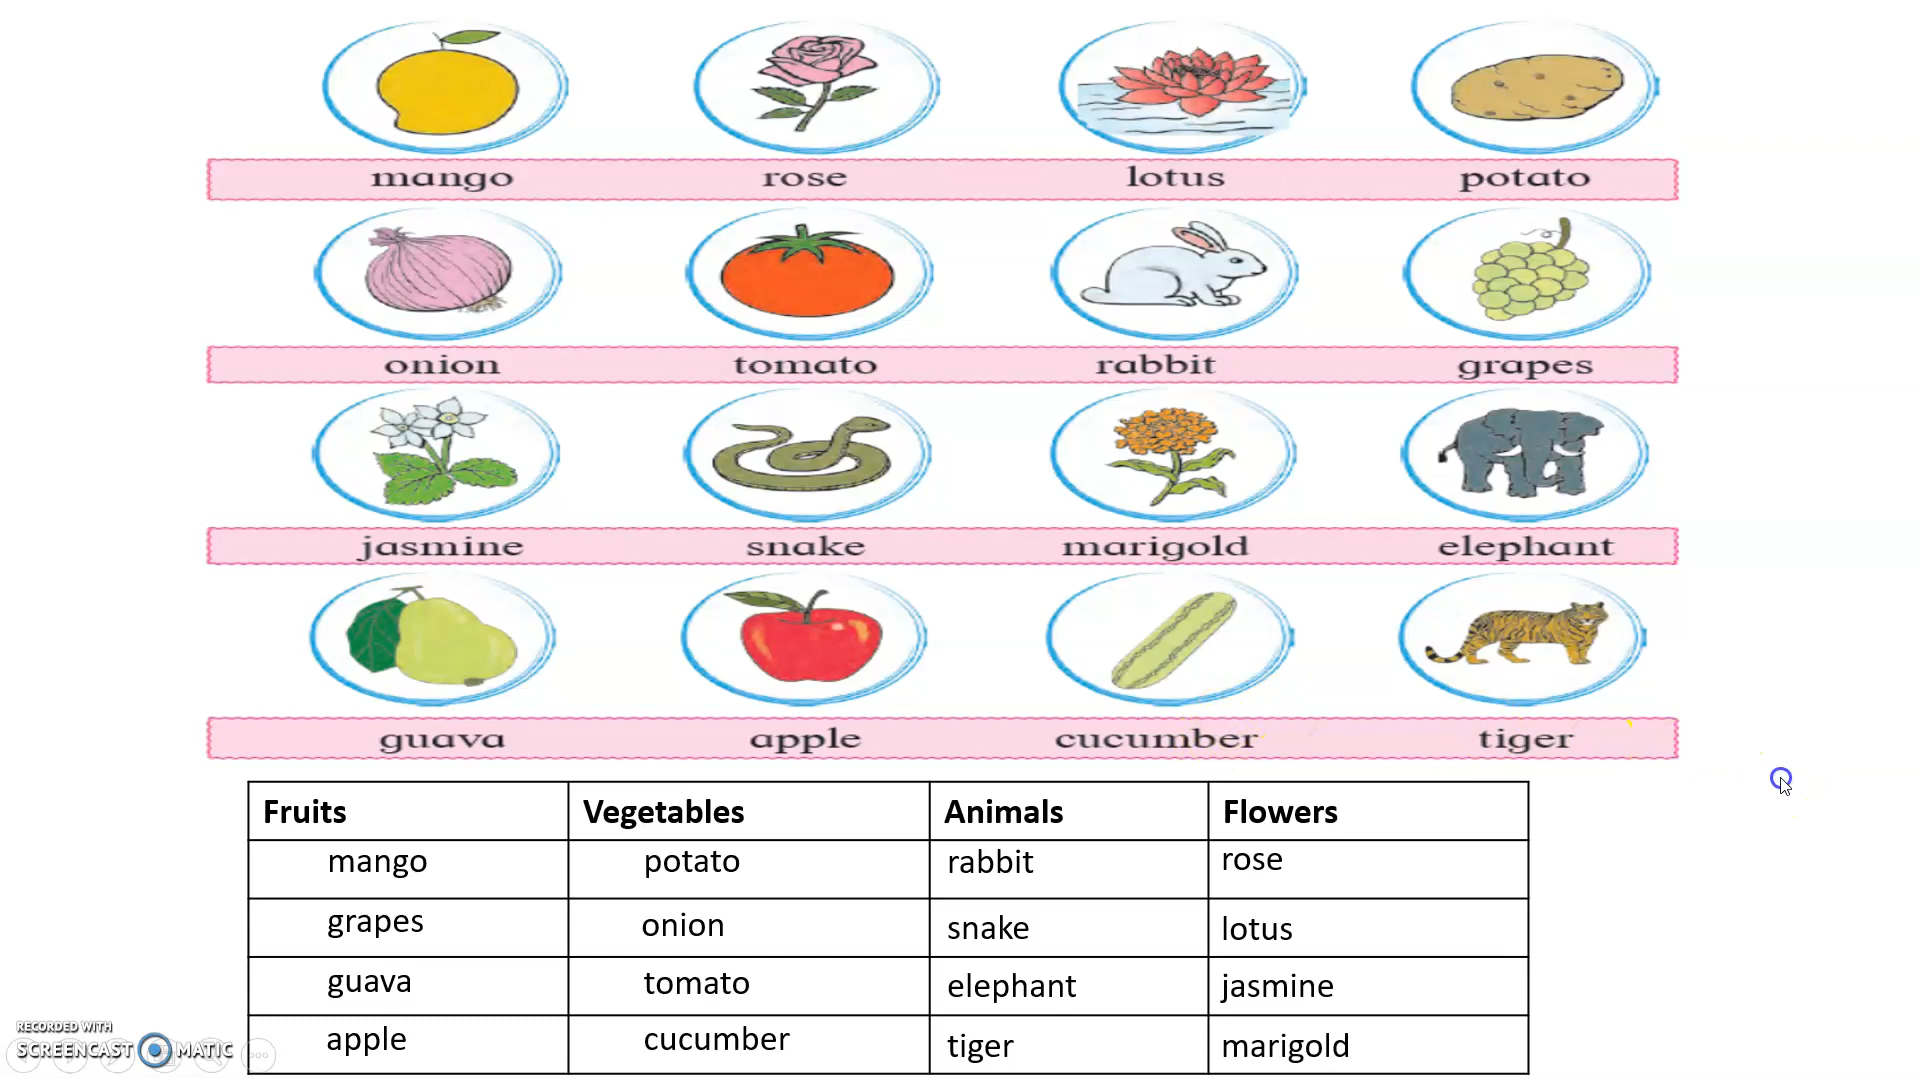 mango rose lotus potato
onion tomato rabbit grapes
jasmine snake marigold elephant
guava apple cucumber tiger
Fruits Vegetables Animals Flowers
mango potato rabbit rose
grapes onion snake lotus
guava tomato elephant jasmine
apple cucumber tiger marigold
RECORDED WITH
SCREENCAST MATIC